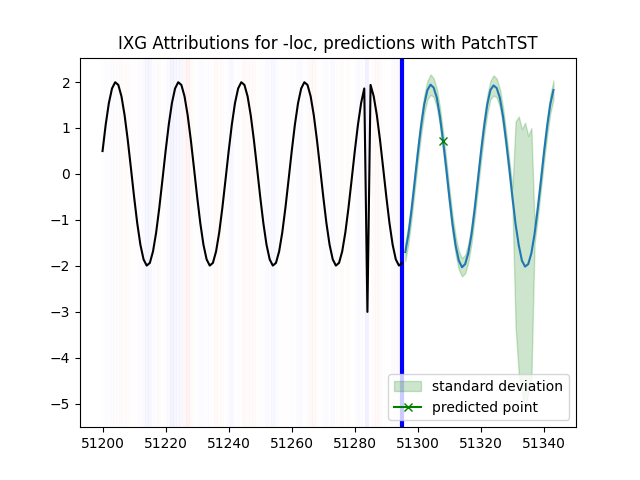 IXG Attributions for -loc, predictions with PatchTST
2
1
0
−1
−2
−3
−4
−5
standard deviation
predicted point
51200 51220 51240 51260 51280 51300 51320 51340